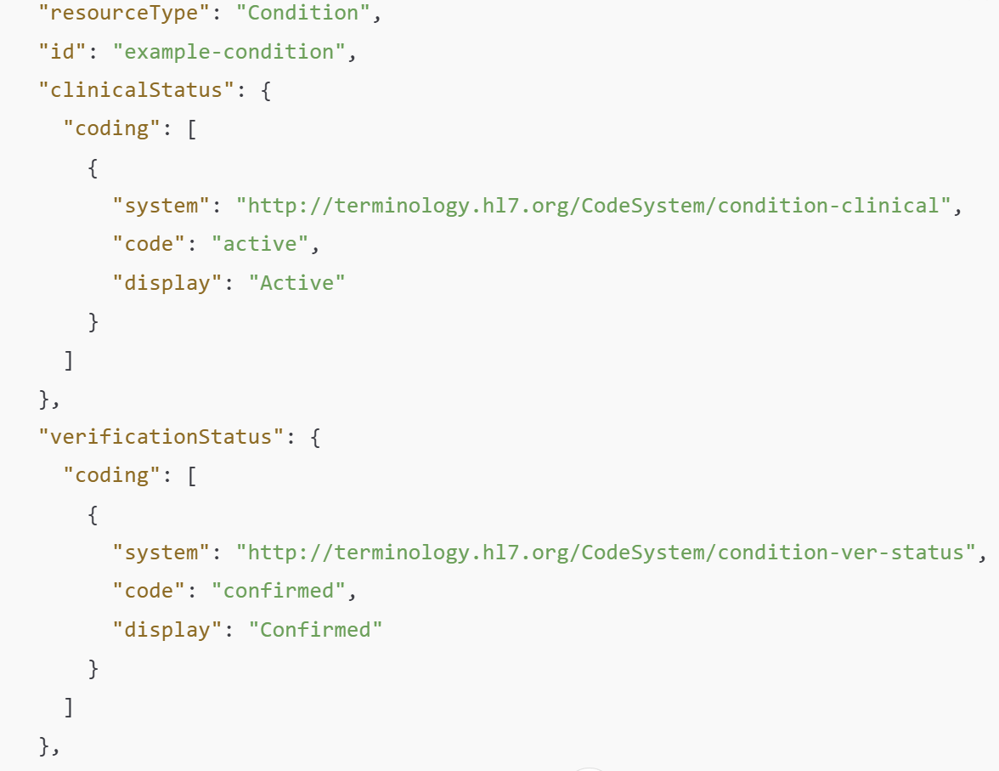 "resourceType": "Condition",
"id": "example-condition",
"clinicalStatus": {
"coding": [
{
"system": "http://terminology.hl7.org/CodeSystem/condition-clinical",
"code": "active",
"display": "Active"
}
]
},
"verificationStatus": {
"coding": [
{
"system": "http://terminology.hl7.org/CodeSystem/condition-ver-status",
"code": "confirmed",
"display": "Confirmed"
}
]
},